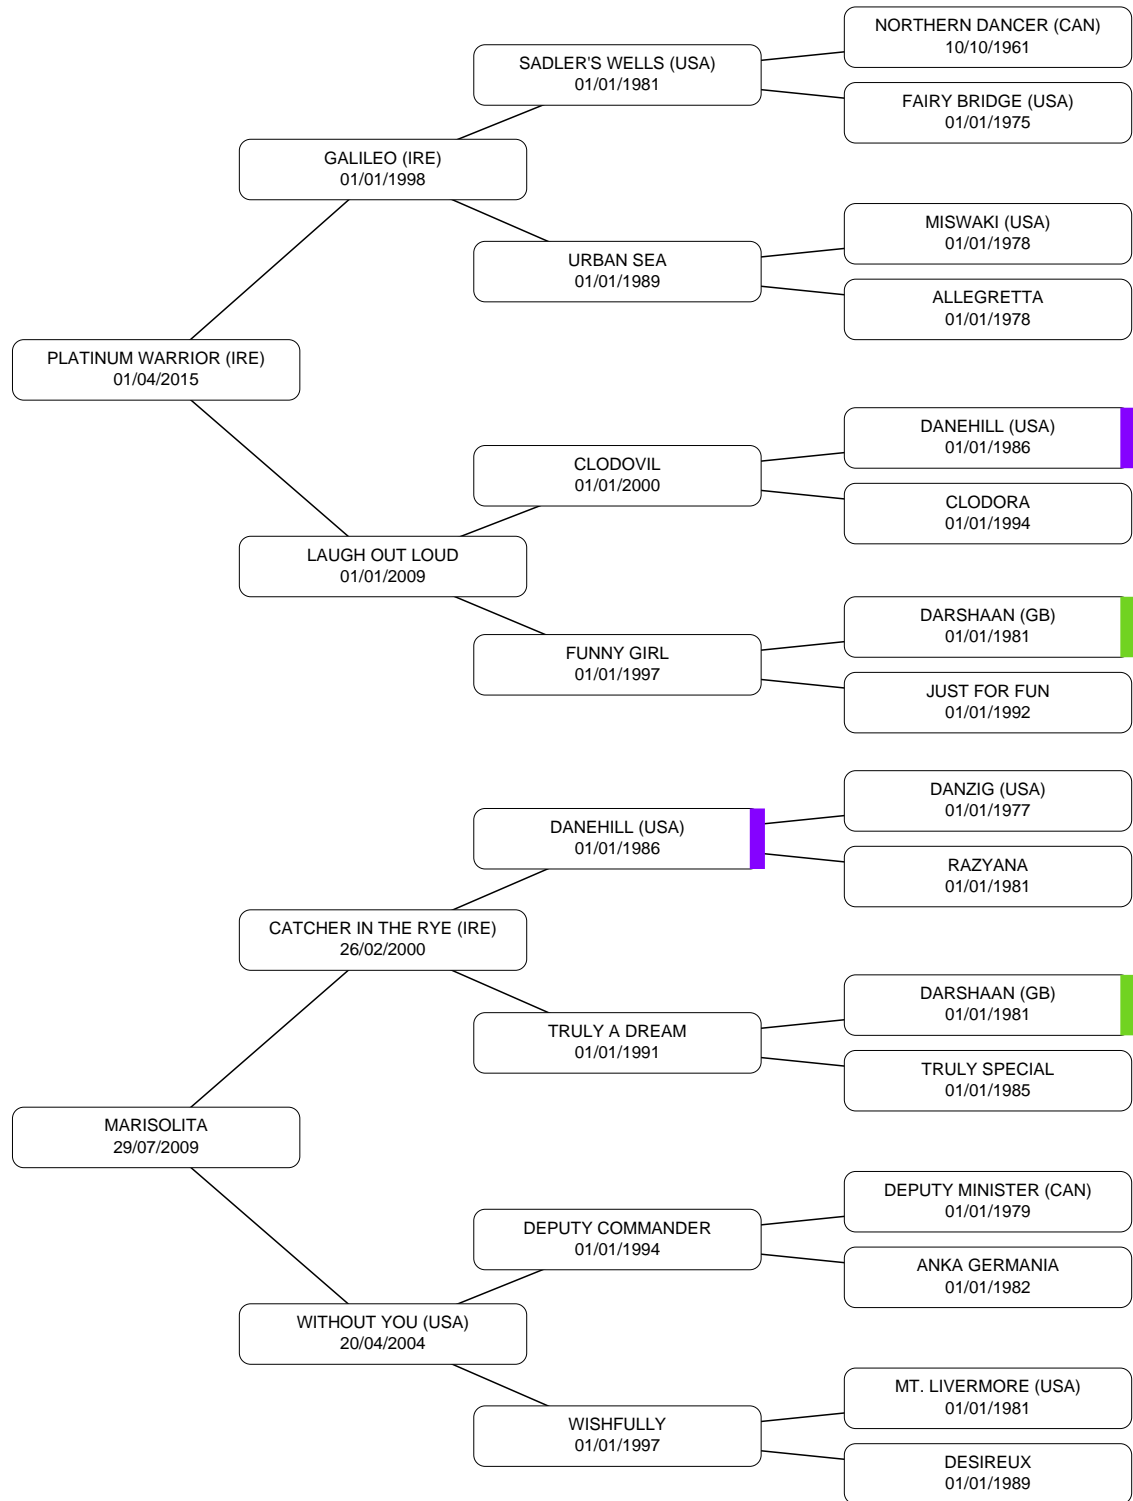 NORTHERN DANCER (CAN)
10/10/1961
SADLER'S WELLS (USA)
01/01/1981
FAIRY BRIDGE (USA)
01/01/1975
GALILEO (IRE)
01/01/1998
MISWAKI (USA)
01/01/1978
URBAN SEA
01/01/1989
ALLEGRETTA
01/01/1978
PLATINUM WARRIOR (IRE)
01/04/2015
DANEHILL (USA)
01/01/1986
CLODOVIL
01/01/2000
CLODORA
01/01/1994
LAUGH OUT LOUD
01/01/2009
DARSHAAN (GB)
01/01/1981
FUNNY GIRL
01/01/1997
JUST FOR FUN
01/01/1992
DANZIG (USA)
01/01/1977
DANEHILL (USA)
01/01/1986
RAZYANA
01/01/1981
CATCHER IN THE RYE (IRE)
26/02/2000
DARSHAAN (GB)
01/01/1981
TRULY A DREAM
01/01/1991
TRULY SPECIAL
01/01/1985
MARISOLITA
29/07/2009
DEPUTY MINISTER (CAN)
01/01/1979
DEPUTY COMMANDER
01/01/1994
ANKA GERMANIA
01/01/1982
WITHOUT YOU (USA)
20/04/2004
MT. LIVERMORE (USA)
01/01/1981
WISHFULLY
01/01/1997
DESIREUX
01/01/1989